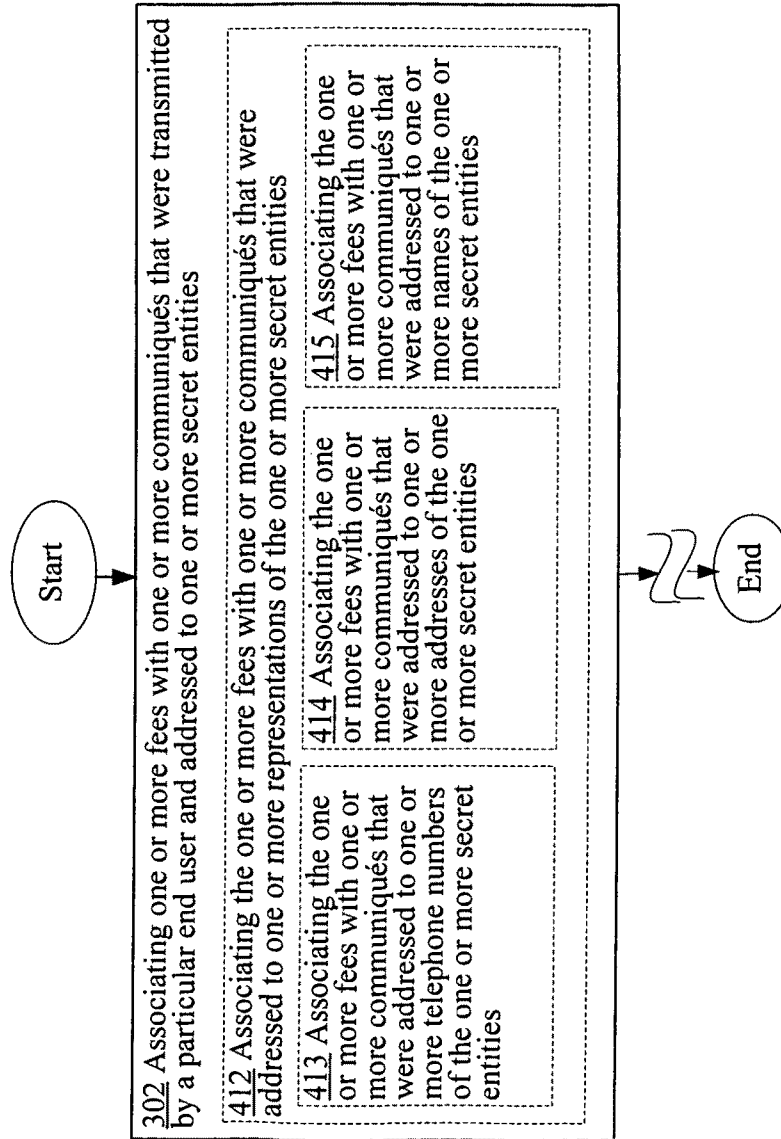 Start
302 Associating one or more fees with one or more communiqués that were transmitted
by a particular end user and addressed to one or more secret entities
412 Associating the one or more fees with one or more communiqués that were
addressed to one or more representations of the one or more secret entities
413 Associating the one
or more fees with one or
more communiqués that
were addressed to one or
more telephone numbers
of the one or more secret
entities
414 Associating the one
or more fees with one or
more communiqués that
were addressed to one or
more addresses of the one
or more secret entities
415 Associating the one
or more fees with one or
more communiqués that
were addressed to one or
more names of the one or
more secret entities
End